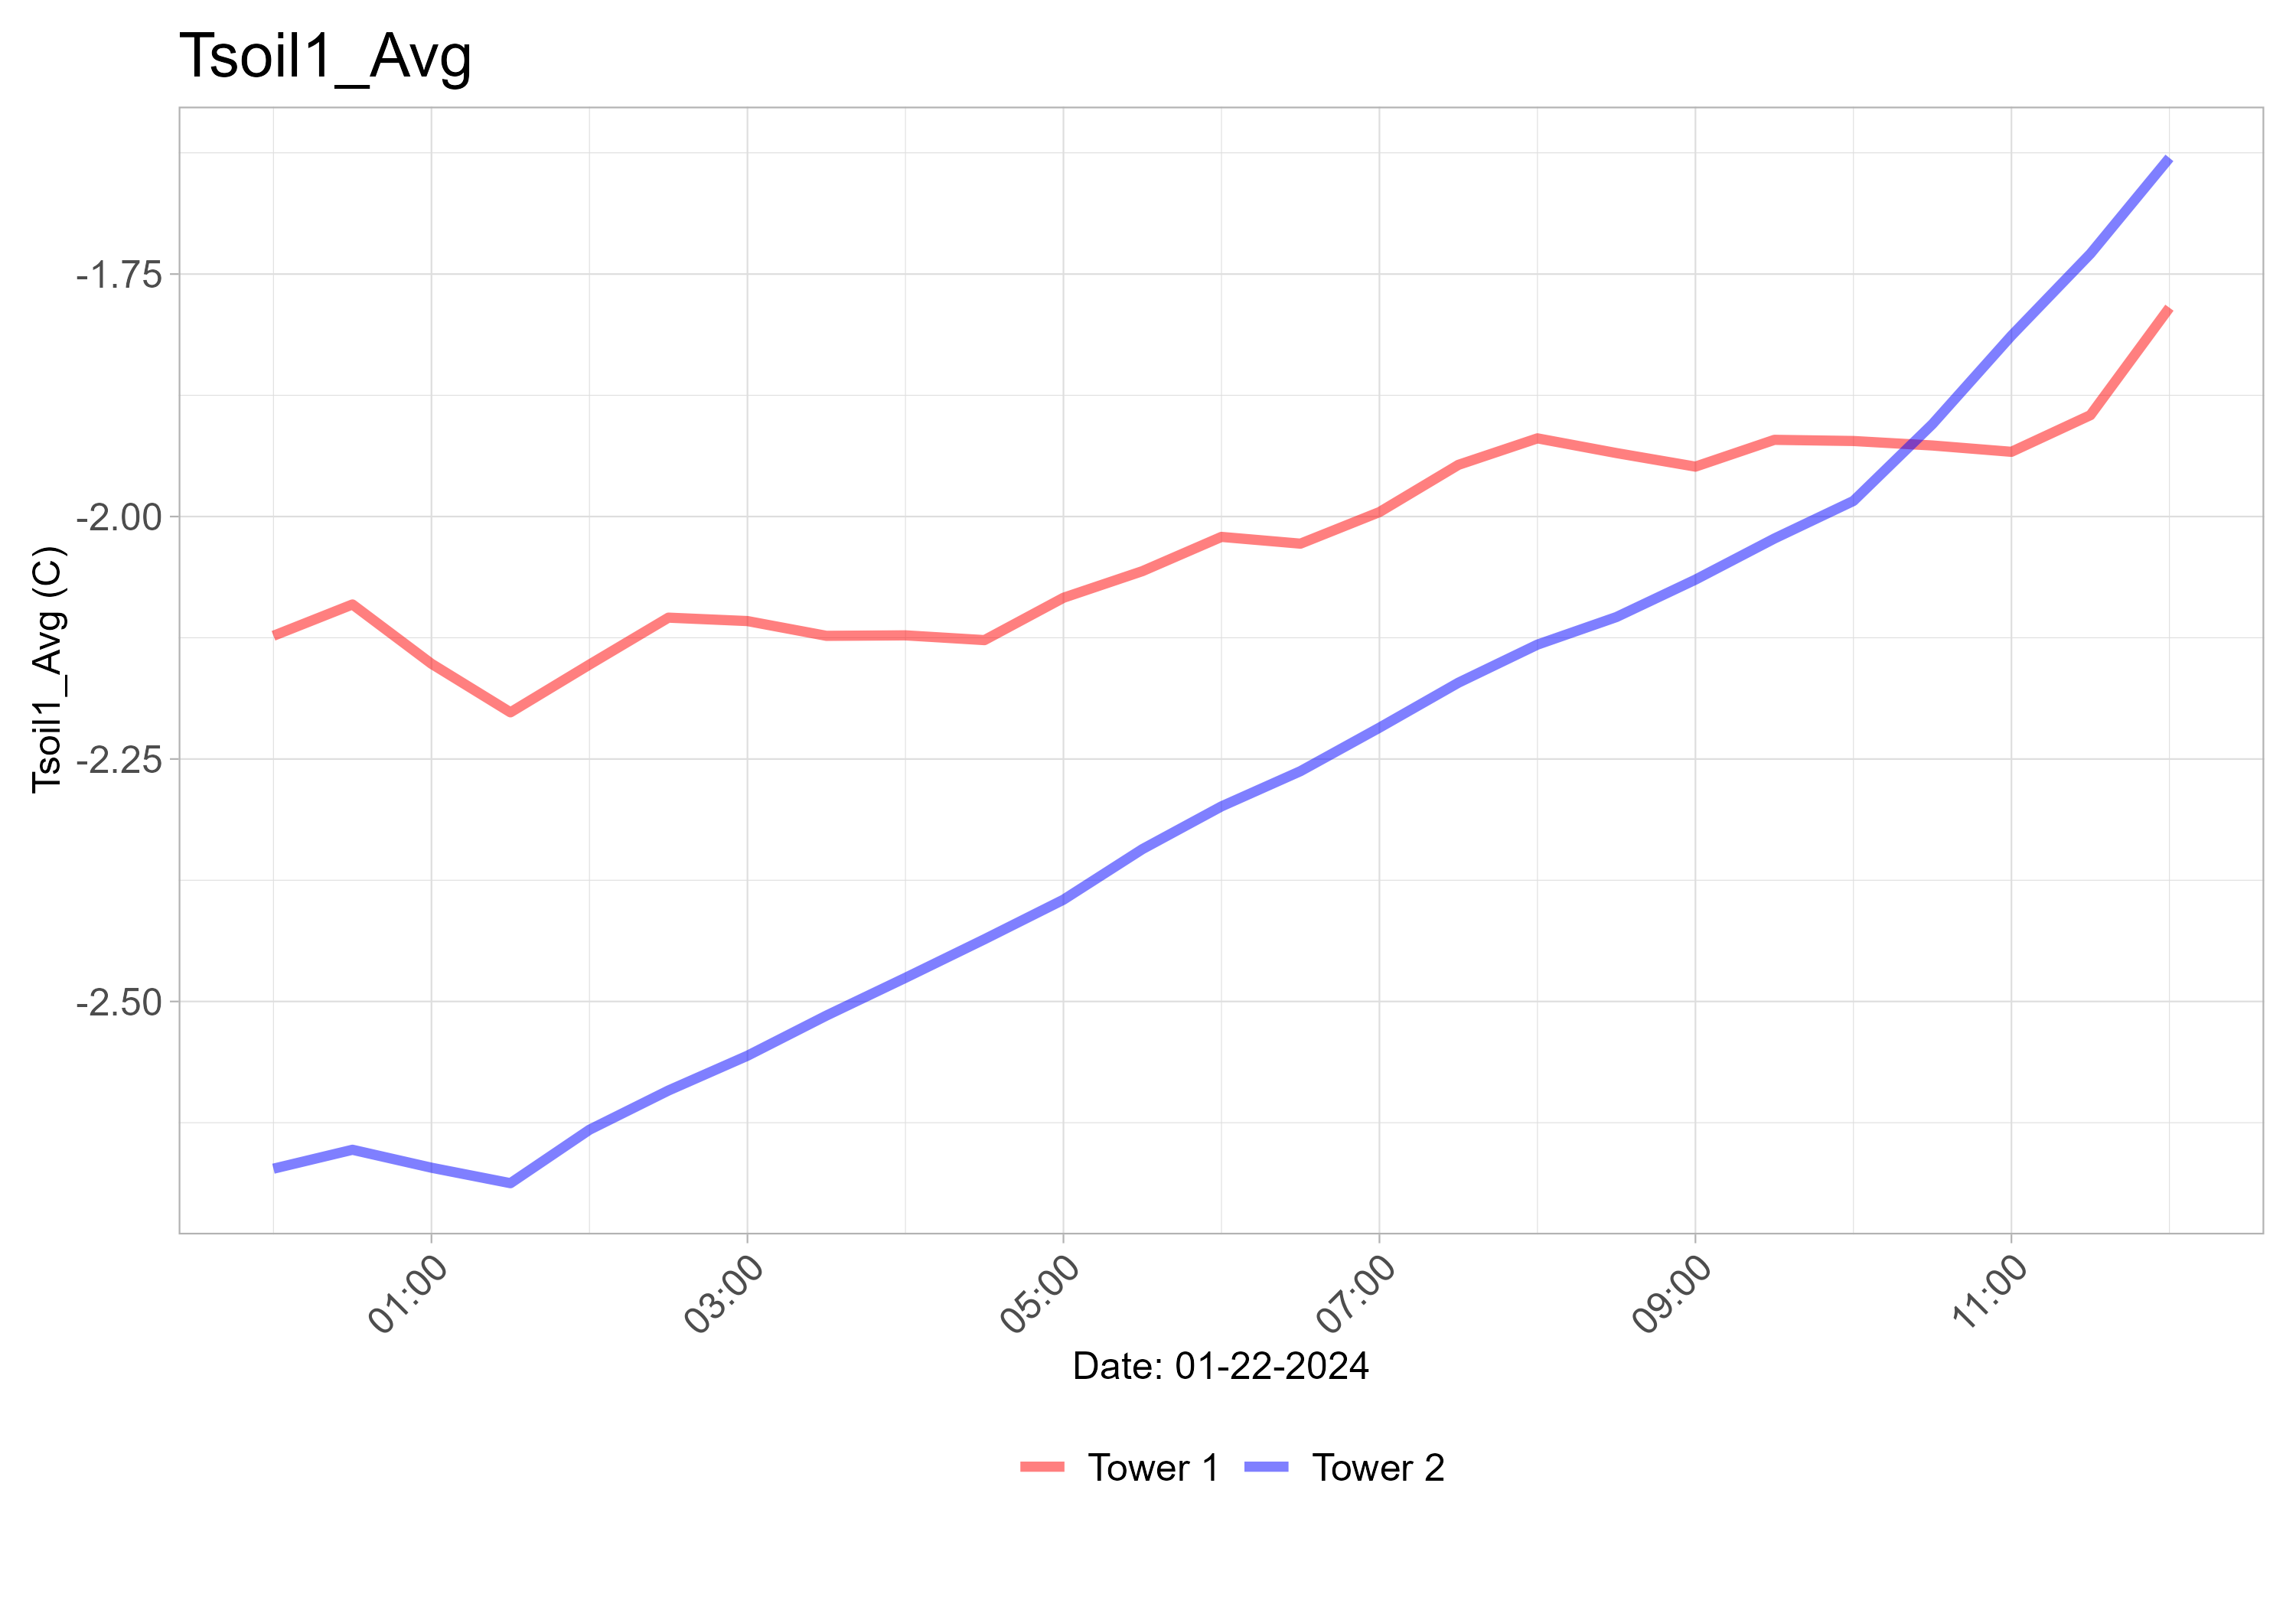 Tsoil1_Avg
Tsoil1_Avg (C)
-1.75
-2.00
-2.25
-2.50
01:00
03:00
05:00
07:00
09:00
11:00
Date: 01-22-2024
Tower 1
Tower 2